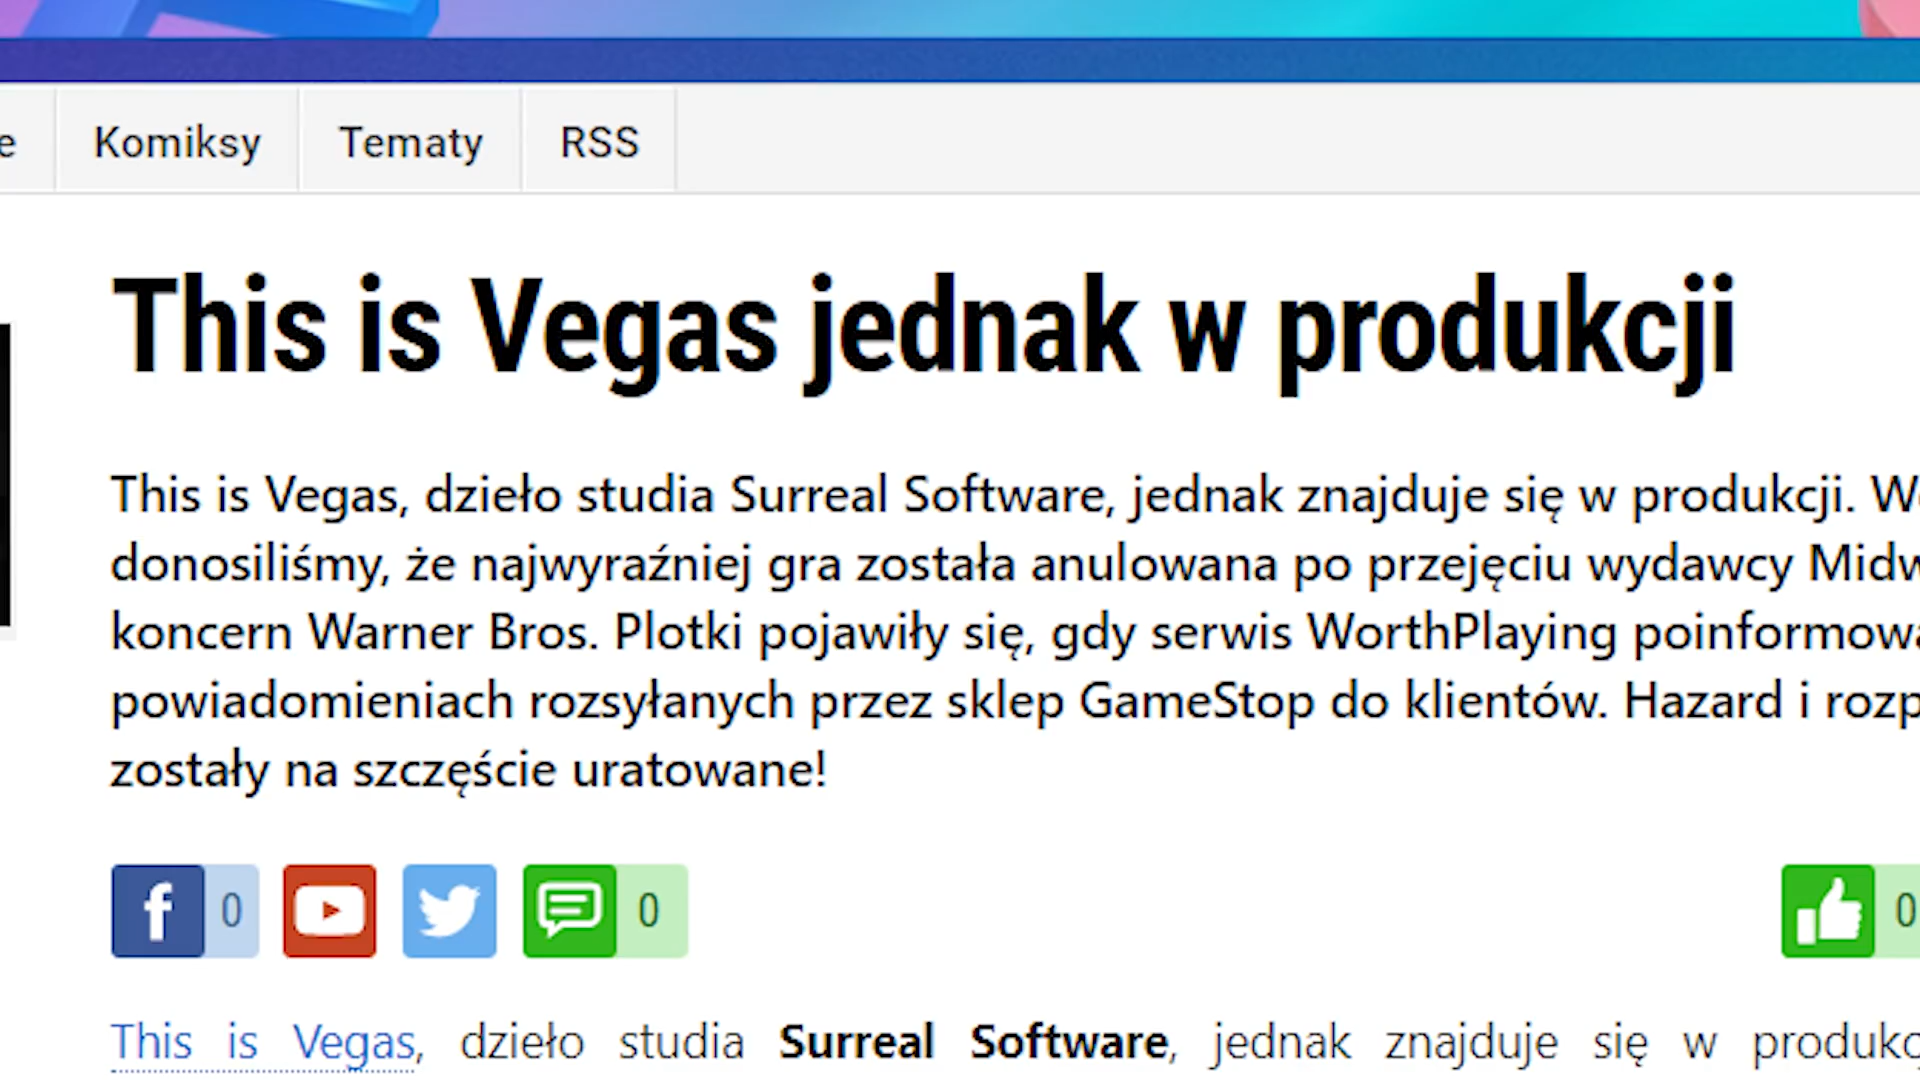 Komiksy Tematy RSS
This is Vegas jednak w produkcji
This is Vegas, dzieło studia Surreal Software, jednak znajduje się w produkcji.
donosiliśmy, że najwyraźniej gra została anulowana po przejęciu wydawcy
koncern Warner Bros. Plotki pojawiły się, gdy serwis WorthPlaying
powiadomieniach rozsyłanych przez sklep GameStop do klientów. Hazard i
zostały na szczęście uratowane!
0 0 0
This is Vegas, dzieło studia Surreal Software, jednak znajduje się w